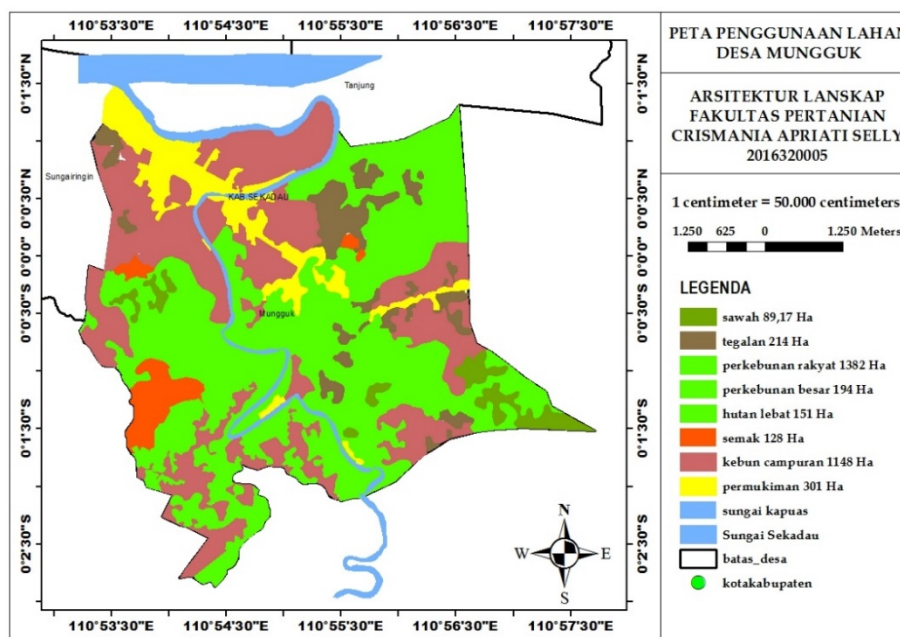 110°53'30"E 110°54'30"E 110°55'30"E 110°56'30"E 110°57'30"E
0°1'30"N
0°0'30"N
0°0'0"
0°0'30"S
0°1'30"S
0°2'30"S
Tanjung
Sungairingin
KAB.SEKADAU
Mungguk
0°1'30"N
0°0'30"N
0°0'0"
0°0'30"S
0°1'30"S
0°2'30"S
N
W E
S
110°53'30"E 110°54'30"E 110°55'30"E 110°56'30"E 110°57'30"E
PETA PENGGUNAAN LAHAN
DESA MUNGGUK
ARSITEKTUR LANSKAP
FAKULTAS PERTANIAN
CRISMANIA APRIATI SELLY
2016320005
1 centimeter = 50.000 centimeters
1.250 625 0 1.250 Meters
LEGENDA
sawah 89,17 Ha
tegalan 214 Ha
perkebunan rakyat 1382 Ha
perkebunan besar 194 Ha
hutan lebat 151 Ha
semak 128 Ha
kebun campuran 1148 Ha
permukiman 301 Ha
sungai kapuas
Sungai Sekadau
batas_desa
kotakabupaten